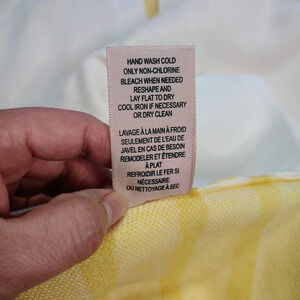 HAND WASH COLD
ONLY NON-CHLORINE
BLEACH WHEN NEEDED
RESHAPE AND
LAY FLAT TO DRY
COOL IRON IF NECESSARY
OR DRY CLEAN
LAVAGE À LA MAIN À FROID
SEULEMENT DE L'EAU DE
JAVEL EN CAS DE BESOIN
REMODELER ET ÉTENDRE
À PLAT
REFROIDIR LE FER SI
NÉCESSAIRE
OU NETTOYAGE À SEC